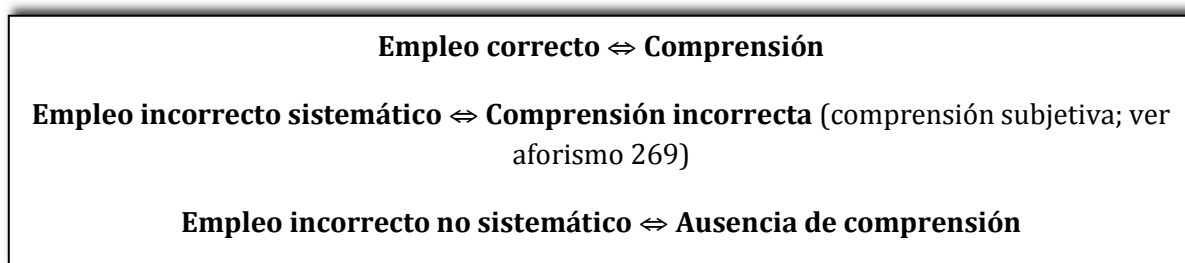 Empleo correcto ⇔ Comprensión
Empleo incorrecto sistemático ⇔ Comprensión incorrecta (comprensión subjetiva; ver
aforismo 269)
Empleo incorrecto no sistemático ⇔ Ausencia de comprensión